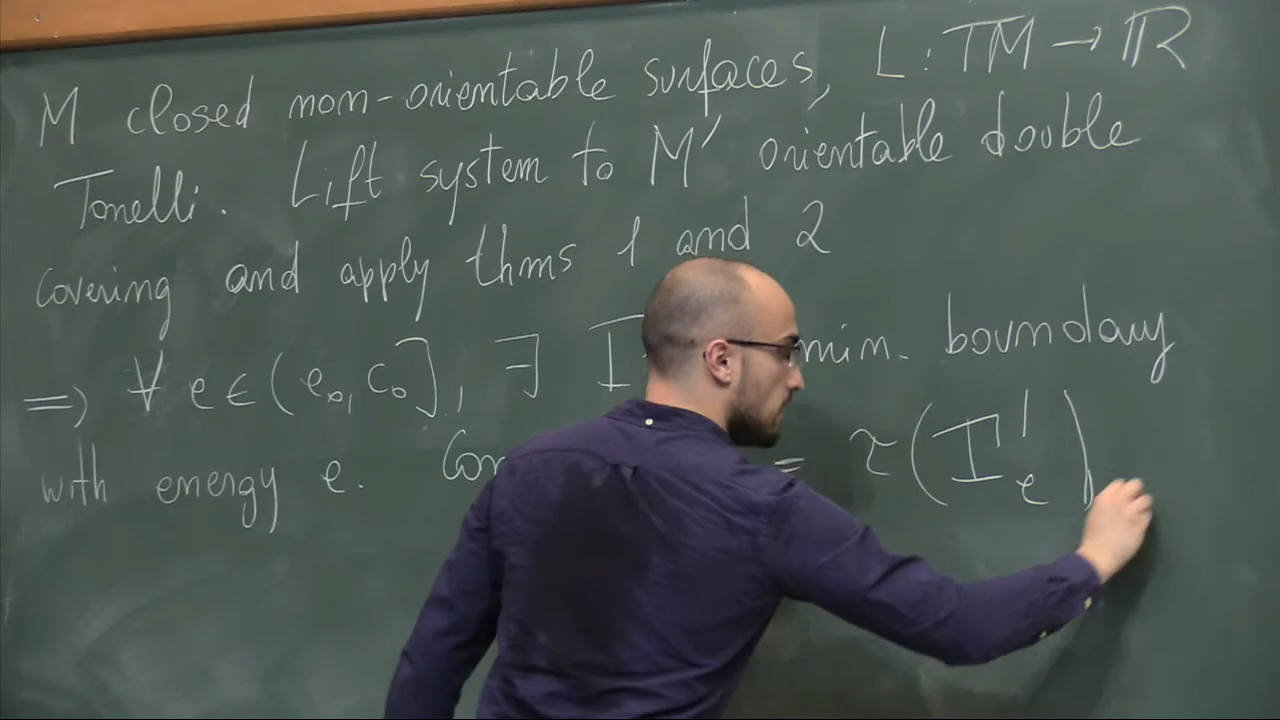 M closed non-orientable surfaces, L: TM → ℝ
Tonelli. Lift system to M' orientable double
covering and apply thms 1 and 2
⇒ ∀ e ∈ (e₀, c₀], ∃ min. boundary
with energy e. = τ(Γ'ₑ)